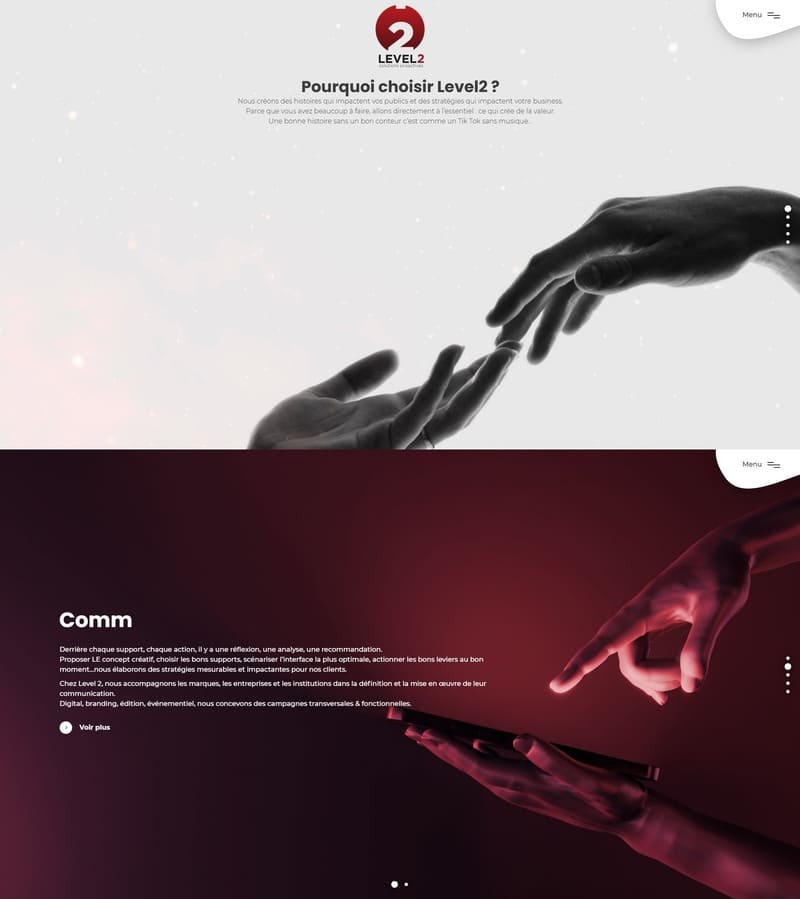 Menu
2
LEVEL2
solutions proactives
Pourquoi choisir Level2 ?
Nous créons des histoires qui impactent vos publics et des stratégies qui impactent votre business.
Parce que vous avez beaucoup à faire, allons directement à l'essentiel : ce qui crée de la valeur.
Une bonne histoire sans un bon conteur c'est comme un Tik Tok sans musique...
Menu
Comm
Derrière chaque support, chaque action, il y a une réflexion, une analyse, une recommandation.
Proposer LE concept créatif, choisir les bons supports, scénariser l'interface la plus optimale, actionner les bons leviers au bon
moment...nous élaborons des stratégies mesurables et impactantes pour nos clients.
Chez Level 2, nous accompagnons les marques, les entreprises et les institutions dans la définition et la mise en œuvre de leur
communication.
Digital, branding, édition, événementiel, nous concevons des campagnes transversales & fonctionnelles.
Voir plus